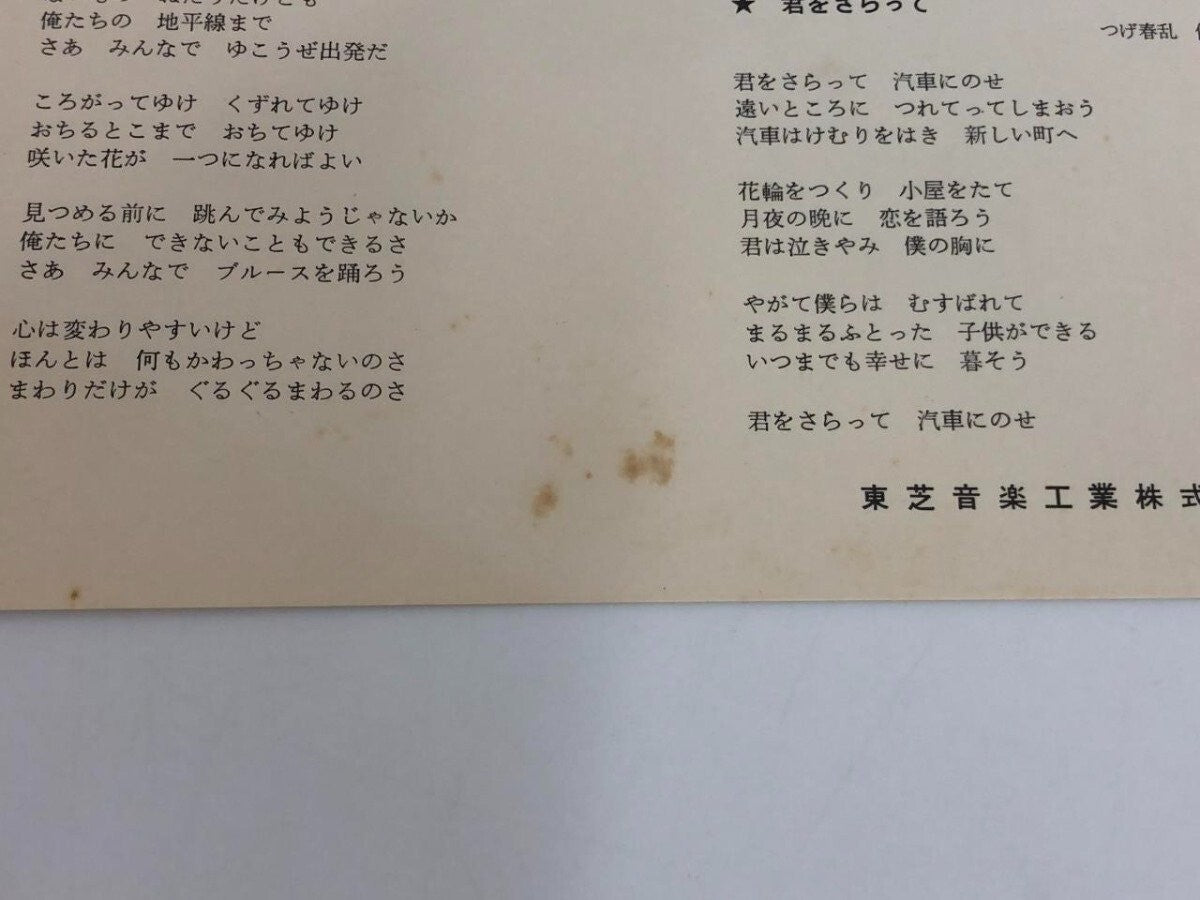 俺たちの　地平線まで
さあ　みんなで　ゆこうぜ出発だ
ころがってゆけ　くずれてゆけ
おちるとこまで　おちてゆけ
咲いた花が　一つになればよい
見つめる前に　跳んでみようじゃないか
俺たちに　できないこともできるさ
さあ　みんなで　ブルースを踊ろう
心は変わりやすいけど
ほんとは　何もかわっちゃないのさ
まわりだけが　ぐるぐるまわるのさ
★　君をさらって
つげ春乱
君をさらって　汽車にのせ
遠いところに　つれてってしまおう
汽車はけむりをはき　新しい町へ
花輪をつくり　小屋をたて
月夜の晩に　恋を語ろう
君は泣きやみ　僕の胸に
やがて僕らは　むすばれて
まるまるふとった　子供ができる
いつまでも幸せに　暮そう
君をさらって　汽車にのせ
東芝音楽工業株式